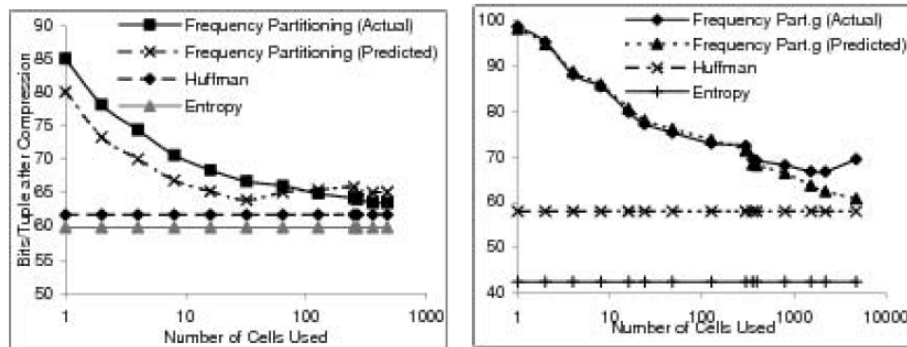 90
85
80
75
70
65
60
55
50
Bits/Tuple after Compression
Frequency Partitioning (Actual)
Frequency Partitioning (Predicted)
Huffman
Entropy
1
10
100
1000
Number of Cells Used
100
90
80
70
60
50
40
Frequency Part.g (Actual)
Frequency Part.g (Predicted)
Huffman
Entropy
1
10
100
1000
10000
Number of Cells Used